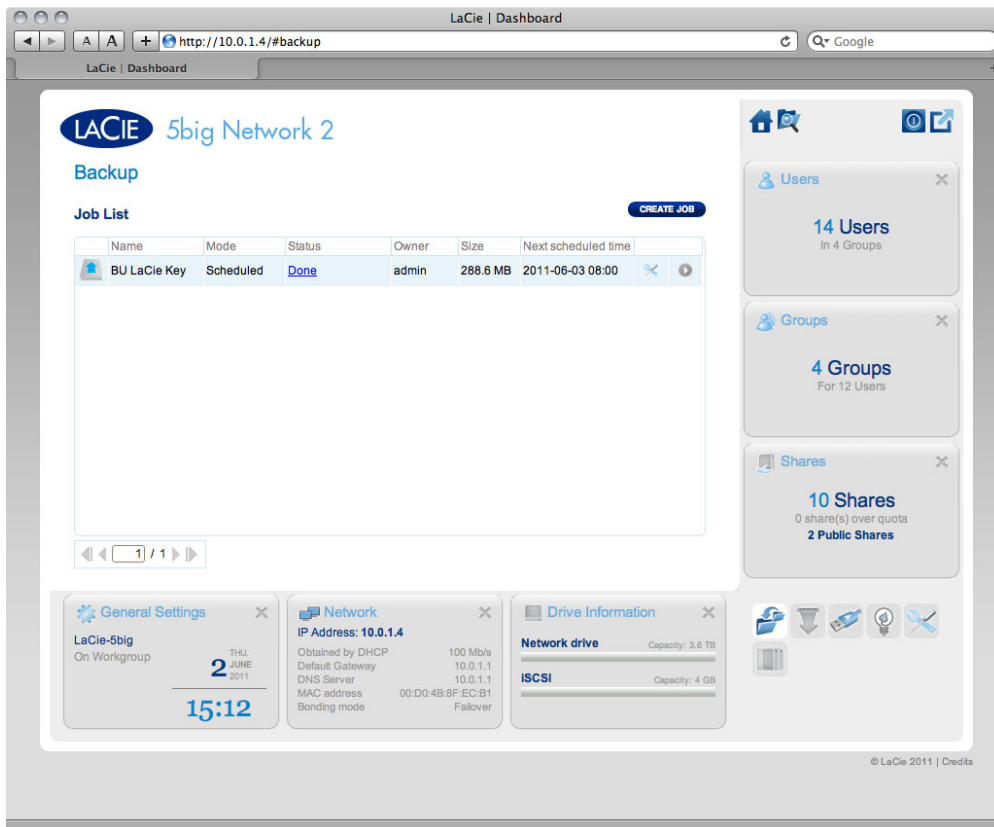 LaCie | Dashboard
A A + http://10.0.1.4/#backup Google
LaCie | Dashboard
LACIE 5big Network 2
Backup
Job List
CREATE JOB
Name Mode Status Owner Size Next scheduled time
BU LaCie Key Scheduled Done admin 288.6 MB 2011-06-03 08:00
1 / 1
Users
14 Users
In 4 Groups
Groups
4 Groups
For 12 Users
Shares
10 Shares
0 share(s) over quota
2 Public Shares
General Settings
LaCie-5big
On Workgroup
THU.
2 JUNE
2011
15:12
Network
IP Address: 10.0.1.4
Obtained by DHCP 100 Mb/s
Default Gateway 10.0.1.1
DNS Server 10.0.1.1
MAC address 00:D0:4B:8F:EC:B1
Bonding mode Failover
Drive Information
Network drive Capacity: 3.6 TB
iSCSI Capacity: 4 GB
© LaCie 2011 | Credits